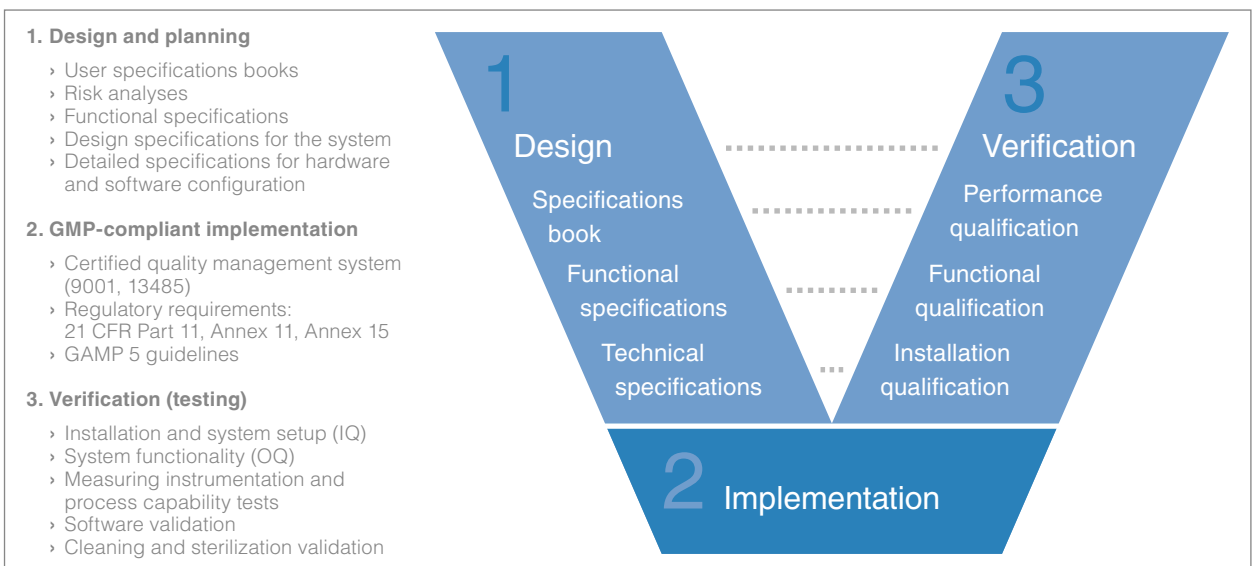 1. Design and planning
› User specifications books
› Risk analyses
› Functional specifications
› Design specifications for the system
› Detailed specifications for hardware
and software configuration
2. GMP-compliant implementation
› Certified quality management system
(9001, 13485)
› Regulatory requirements:
21 CFR Part 11, Annex 11, Annex 15
› GAMP 5 guidelines
3. Verification (testing)
› Installation and system setup (IQ)
› System functionality (OQ)
› Measuring instrumentation and
process capability tests
› Software validation
› Cleaning and sterilization validation
1
Design
Specifications
book
Functional
specifications
Technical
specifications
3
Verification
Performance
qualification
Functional
qualification
Installation
qualification
2 Implementation